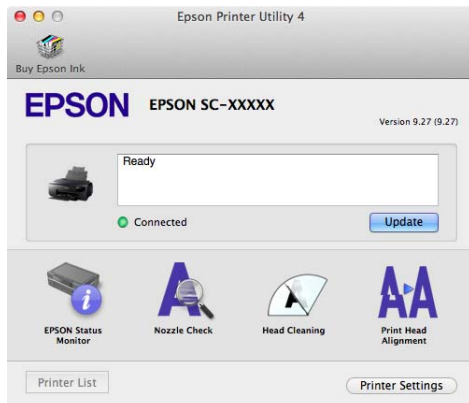 Epson Printer Utility 4
Buy Epson Ink
EPSON
EPSON SC-XXXXX
Version 9.27 (9.27)
Ready
Connected
Update
EPSON Status
Monitor
Nozzle Check
Head Cleaning
Print Head
Alignment
Printer List
Printer Settings